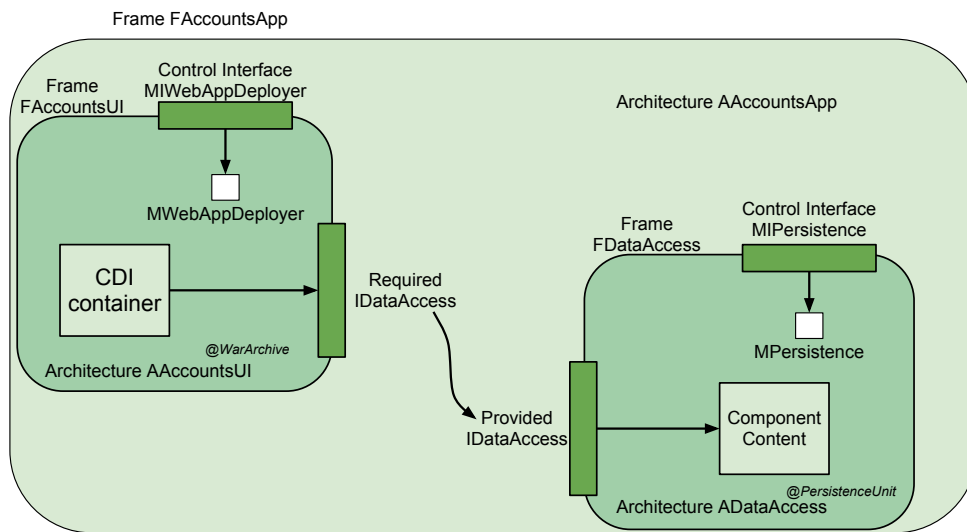 Frame FAccountsApp
Control Interface
MIWebAppDeployer
Frame
FAccountsUI
Architecture AAccountsApp
MWebAppDeployer
CDI
container
Required
IDataAccess
@WarArchive
Architecture AAccountsUI
Control Interface
MIPersistence
Frame
FDataAccess
MPersistence
Provided
IDataAccess
Component
Content
@PersistenceUnit
Architecture ADataAccess